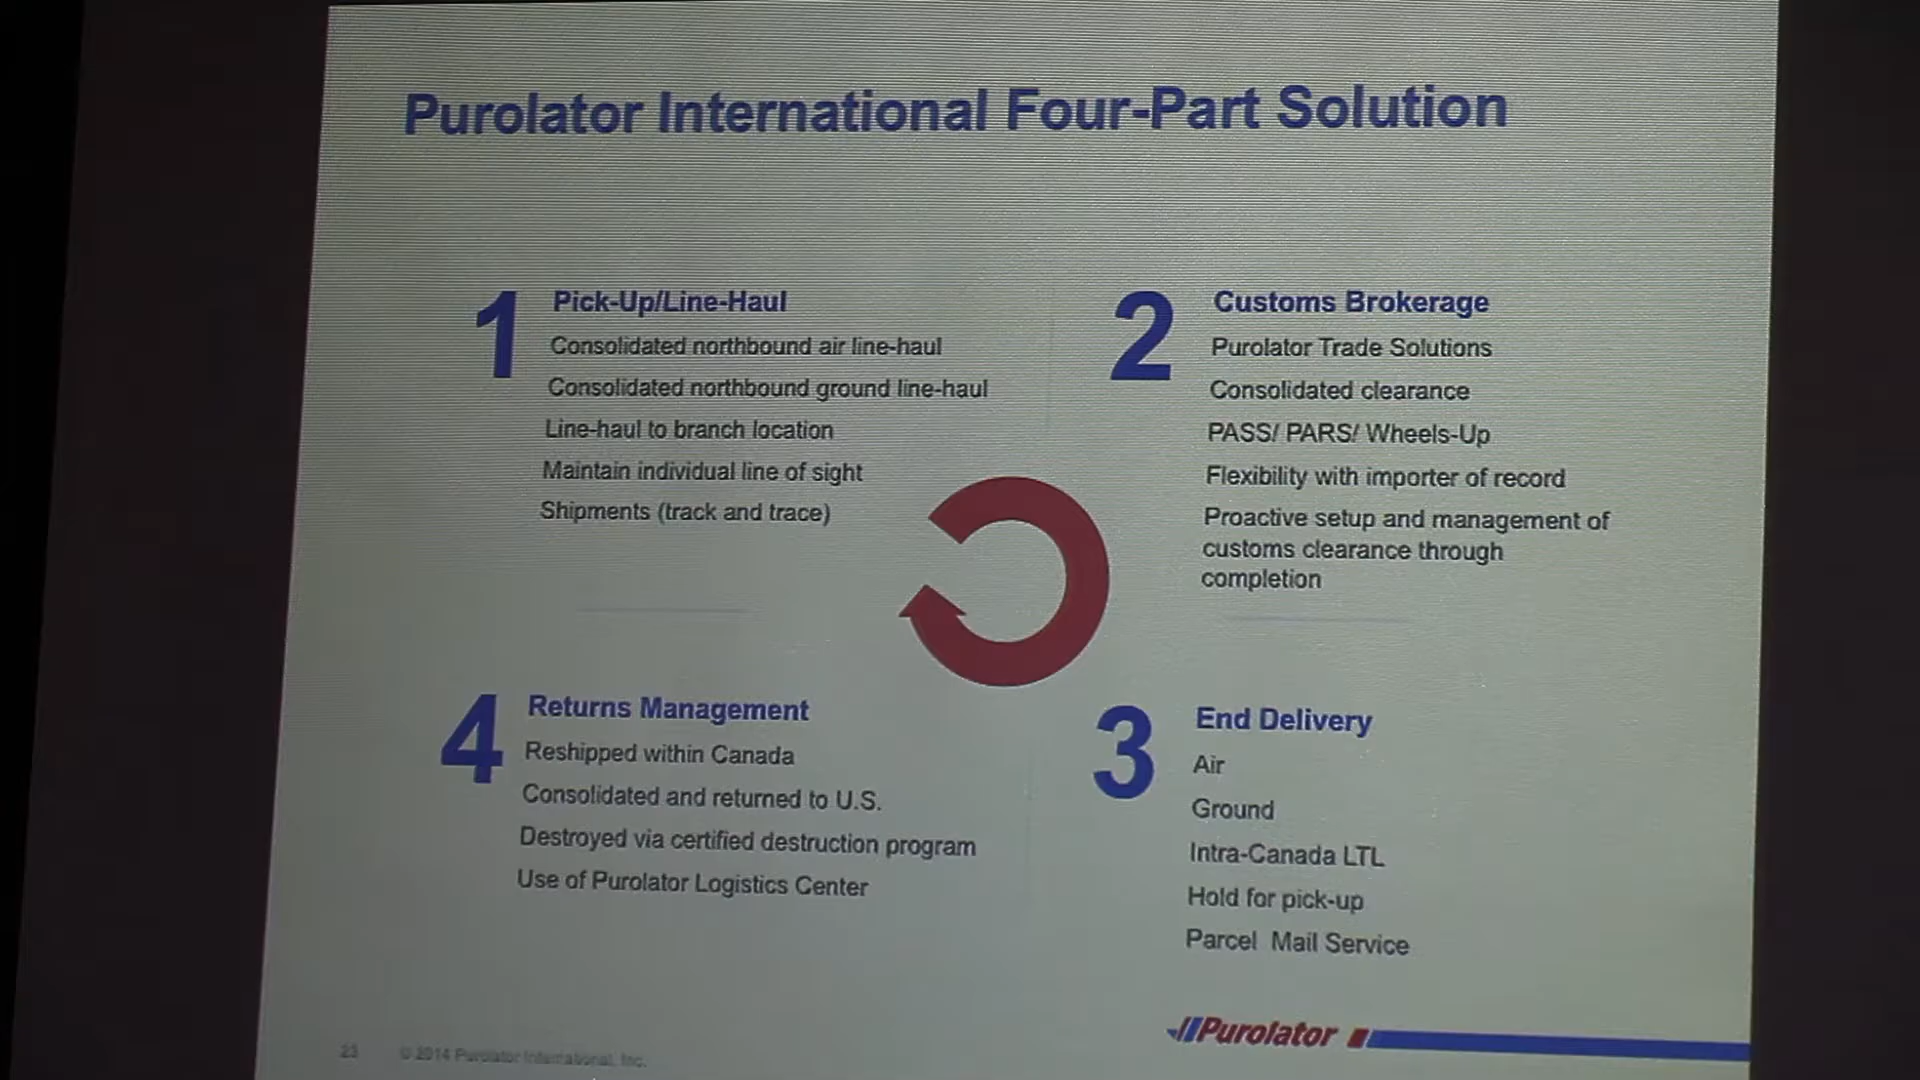 Purolator International Four-Part Solution
1
Pick-Up/Line-Haul
Consolidated northbound air line-haul
Consolidated northbound ground line-haul
Line-haul to branch location
Maintain individual line of sight
Shipments (track and trace)
2
Customs Brokerage
Purolator Trade Solutions
Consolidated clearance
PASS/ PARS/ Wheels-Up
Flexibility with importer of record
Proactive setup and management of
customs clearance through
completion
4
Returns Management
Reshipped within Canada
Consolidated and returned to U.S.
Destroyed via certified destruction program
Use of Purolator Logistics Center
3
End Delivery
Air
Ground
Intra-Canada LTL
Hold for pick-up
Parcel Mail Service
Purolator
23
© 2014 Purolator International, Inc.